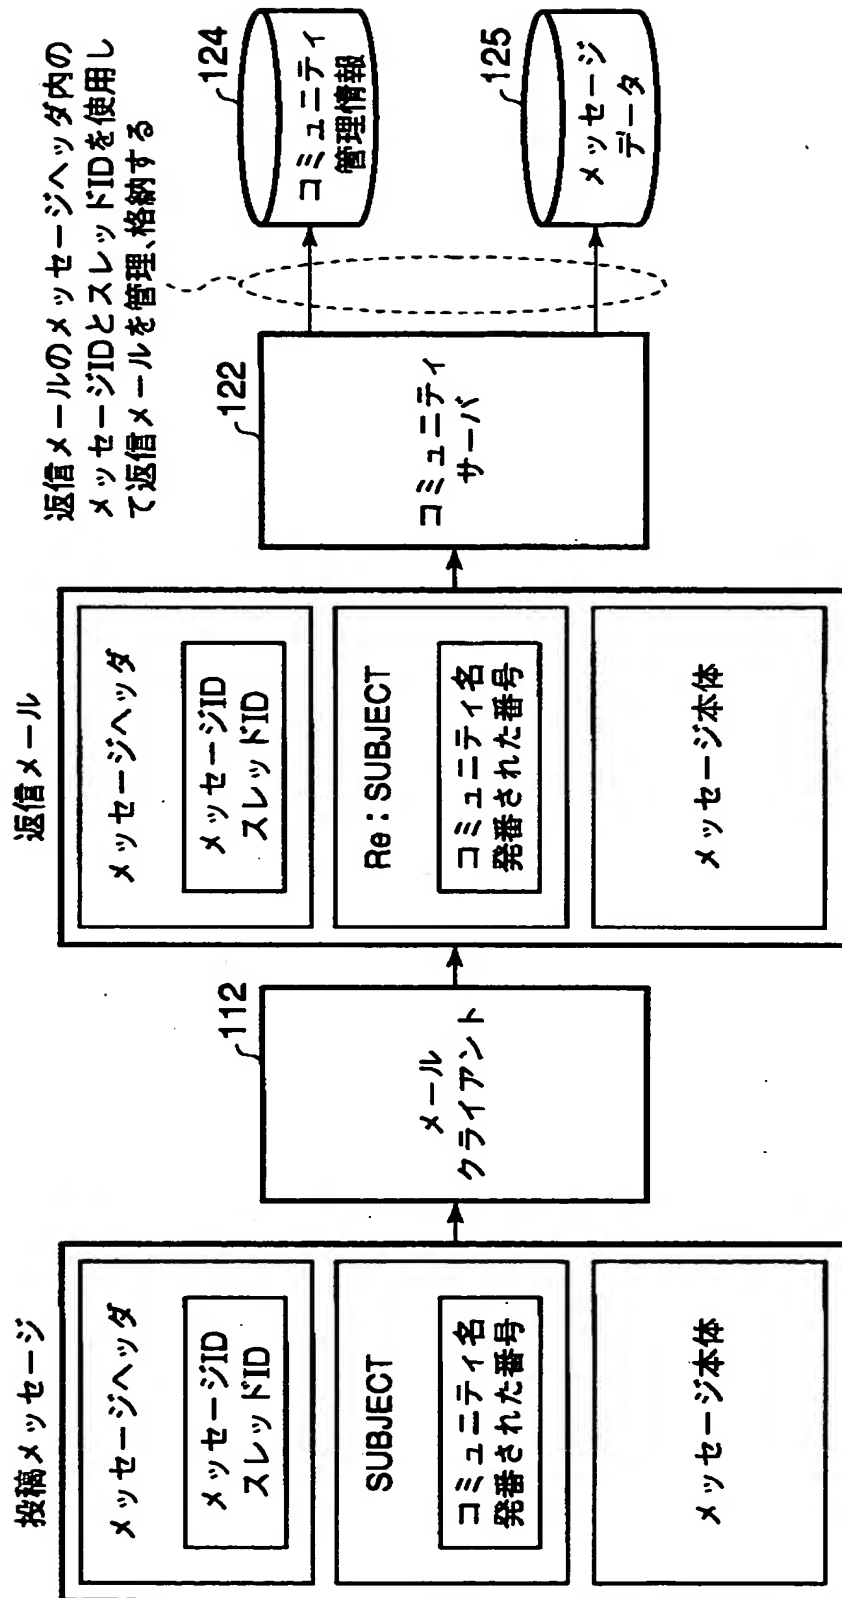 投稿メッセージ
メッセージヘッダ
メッセージID
スレッドID
SUBJECT
コミュニティ名
発番された番号
メッセージ本体
112
メール
クライアント
返信メール
メッセージヘッダ
メッセージID
スレッドID
Re：SUBJECT
コミュニティ名
発番された番号
メッセージ本体
122
コミュニティ
サーバ
返信メールのメッセージヘッダ内の
メッセージIDとスレッドIDを使用し
て返信メールを管理、格納する
124
コミュニティ
管理情報
125
メッセージ
データ